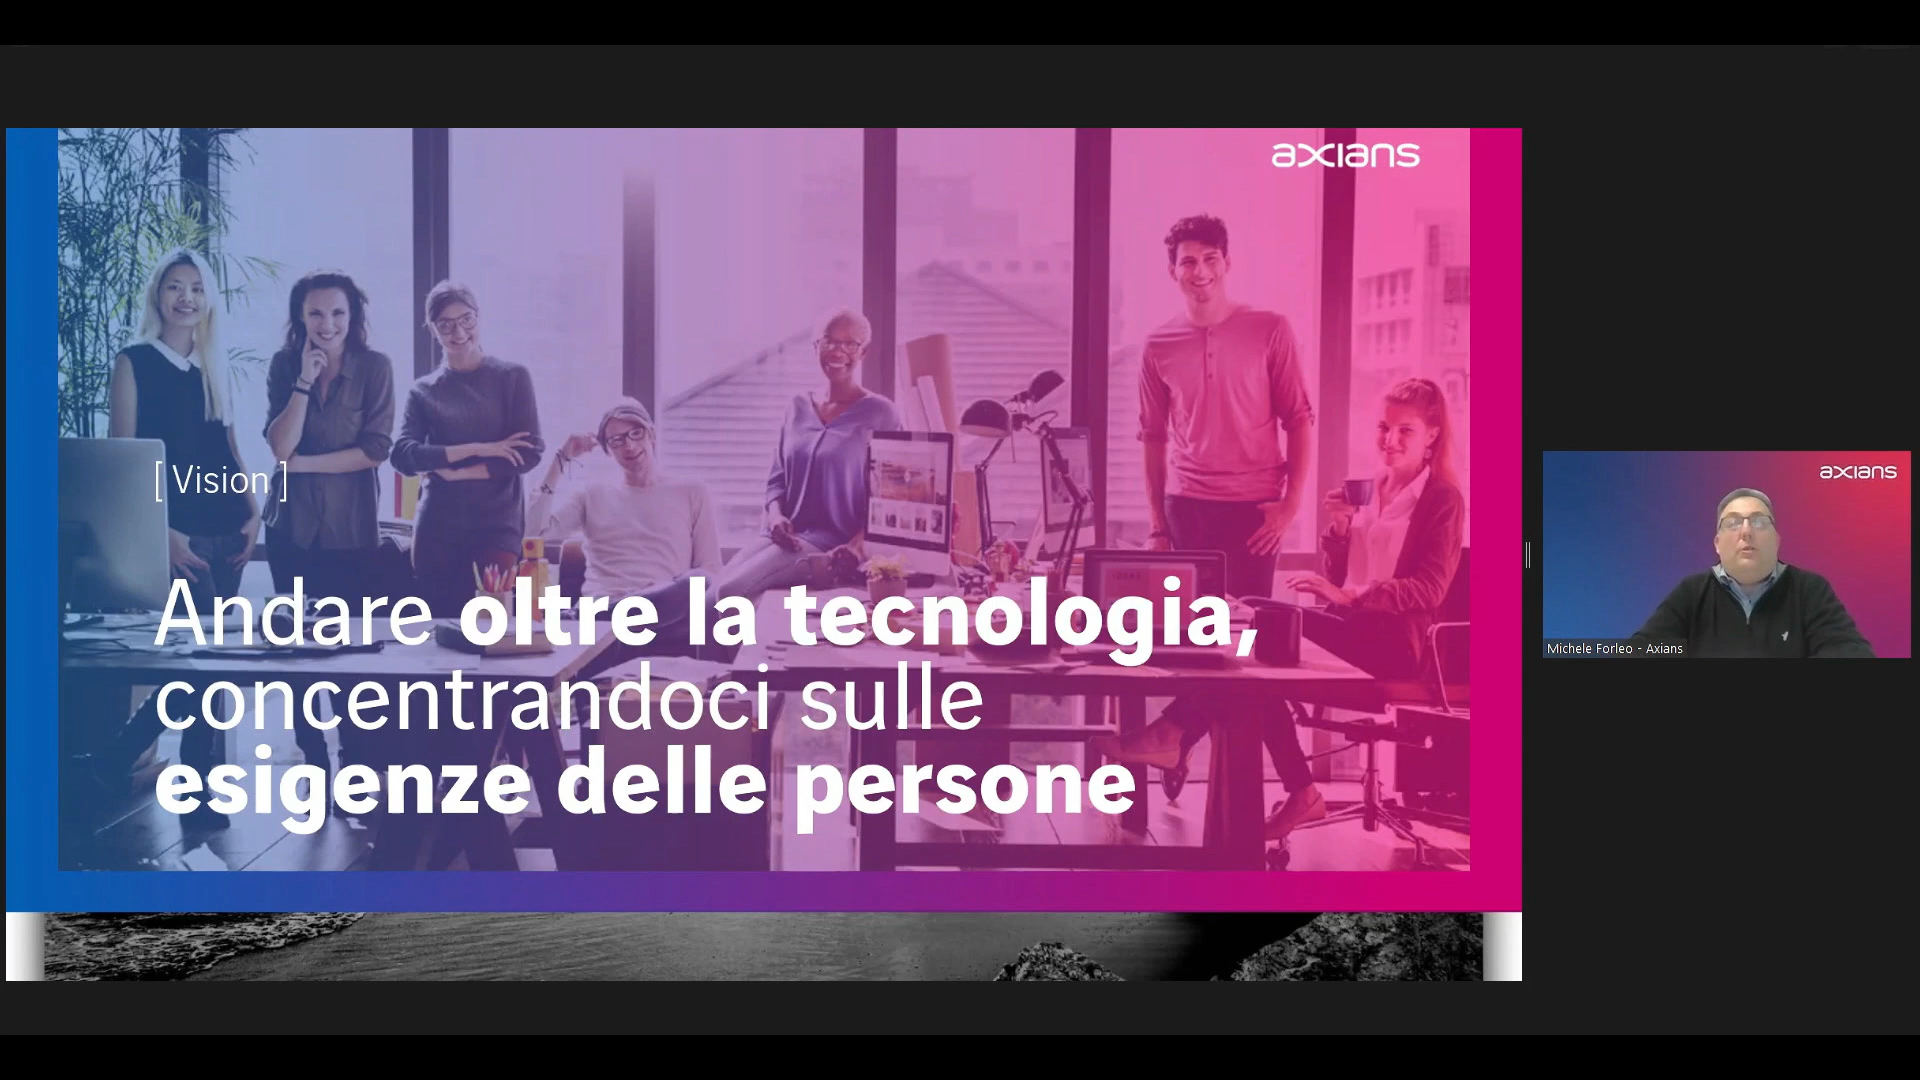 axians
[ Vision ]
Andare oltre la tecnologia,
concentrandoci sulle
esigenze delle persone
axians
Michele Forleo - Axians